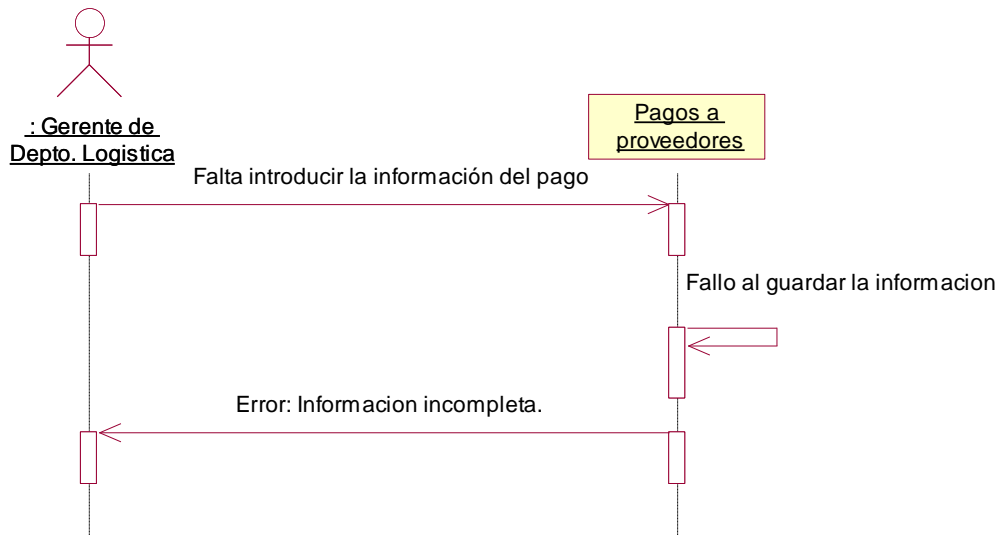 : Gerente de
Depto. Logistica
Pagos a
proveedores
Falta introducir la información del pago
Fallo al guardar la informacion
Error: Informacion incompleta.